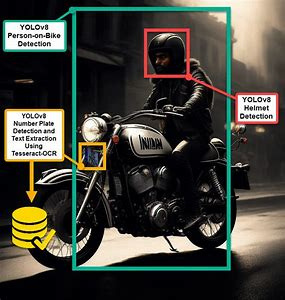 YOLOv8
Person-on-Bike
Detection
YOLOv8
Helmet
Detection
YOLOv8
Number Plate
Detection and
Text Extraction
Using
Tesseract-OCR